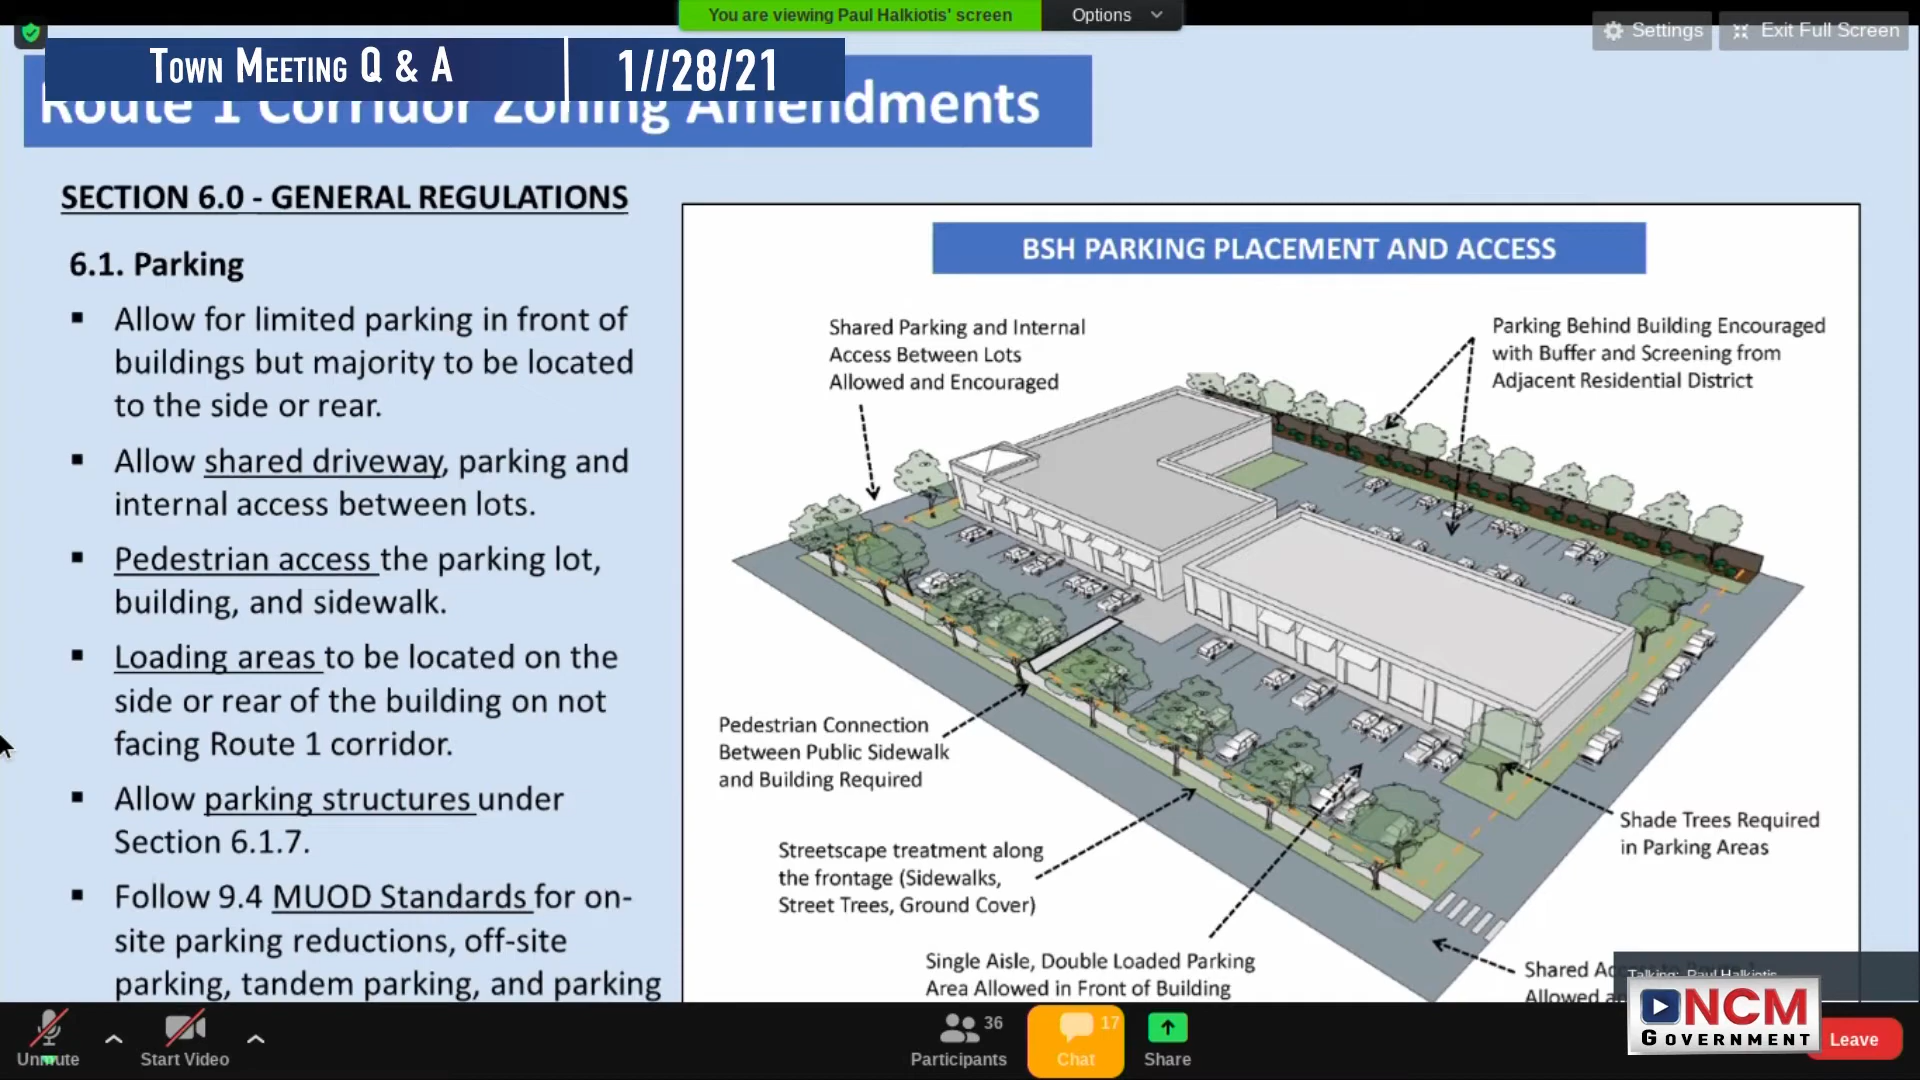 You are viewing Paul Halkiotis' screen
Options
Settings
Exit Full Screen
Town Meeting Q & A
1//28/21
Route 1 Corridor Zoning Amendments
SECTION 6.0 - GENERAL REGULATIONS
6.1. Parking
▪ Allow for limited parking in front of
buildings but majority to be located
to the side or rear.
▪ Allow shared driveway, parking and
internal access between lots.
▪ Pedestrian access the parking lot,
building, and sidewalk.
▪ Loading areas to be located on the
side or rear of the building on not
facing Route 1 corridor.
▪ Allow parking structures under
Section 6.1.7.
▪ Follow 9.4 MUOD Standards for on-
site parking reductions, off-site
parking, tandem parking, and parking
BSH PARKING PLACEMENT AND ACCESS
Shared Parking and Internal
Access Between Lots
Allowed and Encouraged
Parking Behind Building Encouraged
with Buffer and Screening from
Adjacent Residential District
Pedestrian Connection
Between Public Sidewalk
and Building Required
Streetscape treatment along
the frontage (Sidewalks,
Street Trees, Ground Cover)
Single Aisle, Double Loaded Parking
Area Allowed in Front of Building
Shade Trees Required
in Parking Areas
Shared
Allowed
Talking: Paul Halkiotis
NCM
Government
Unmute
Start Video
36
Participants
17
Chat
Share
Leave